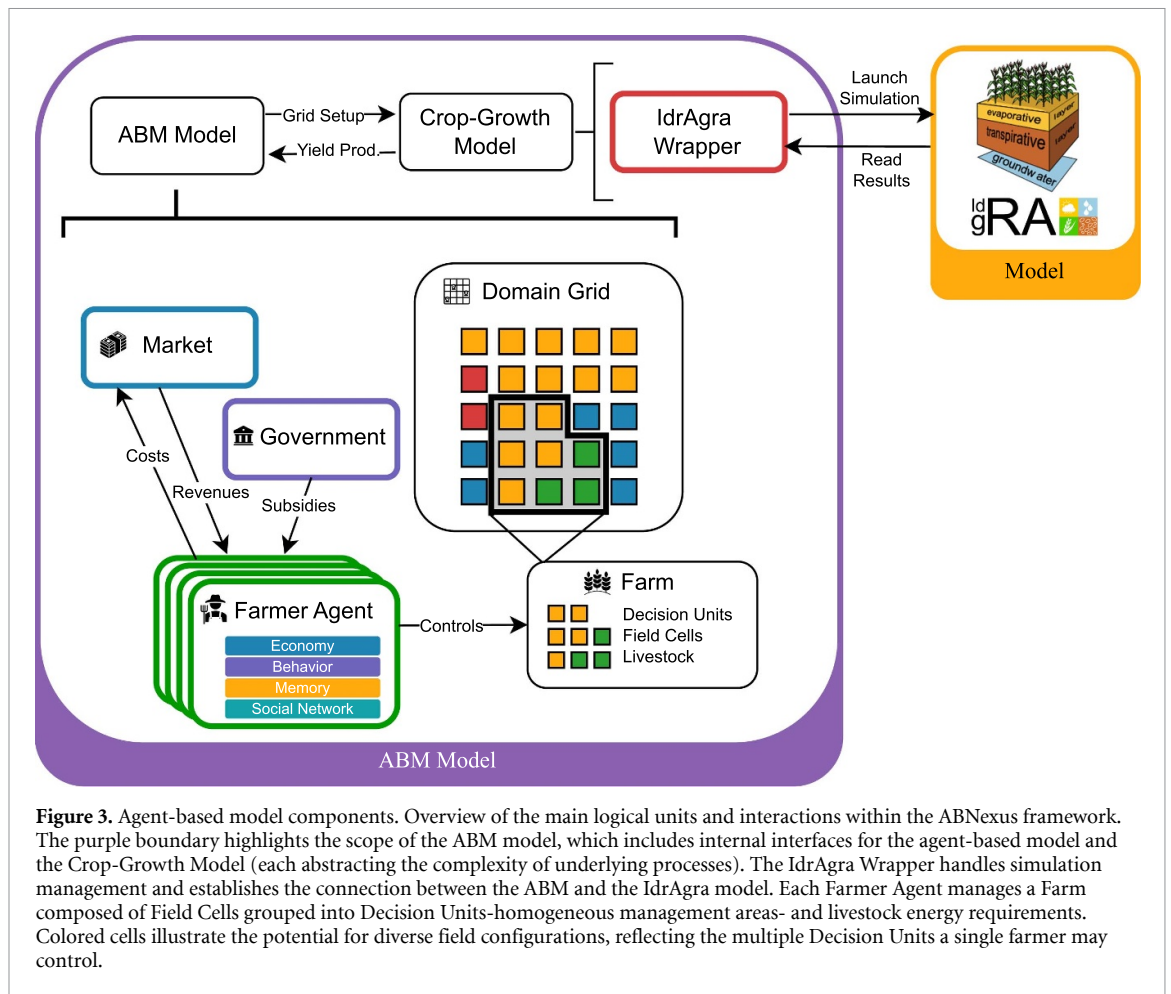 ABM Model
Grid Setup
Yield Prod.
Crop-Growth
Model
IdrAgra
Wrapper
Launch
Simulation
Read
Results
evaporative
transpirative
groundwater
Id
gRA
Model
Market
Government
Costs
Revenues
Subsidies
Domain Grid
Farmer Agent
Economy
Behavior
Memory
Social Network
Controls
Farm
Decision Units
Field Cells
Livestock
ABM Model
Figure 3. Agent-based model components. Overview of the main logical units and interactions within the ABNexus framework.
The purple boundary highlights the scope of the ABM model, which includes internal interfaces for the agent-based model and
the Crop-Growth Model (each abstracting the complexity of underlying processes). The IdrAgra Wrapper handles simulation
management and establishes the connection between the ABM and the IdrAgra model. Each Farmer Agent manages a Farm
composed of Field Cells grouped into Decision Units-homogeneous management areas- and livestock energy requirements.
Colored cells illustrate the potential for diverse field configurations, reflecting the multiple Decision Units a single farmer may
control.